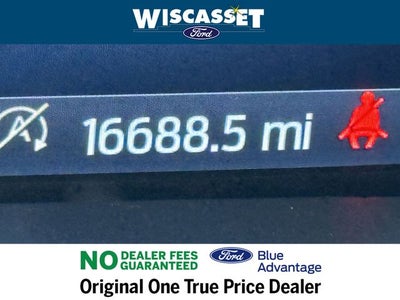 WISCASSET
Ford
A
16688.5 mi
NO DEALER FEES
GUARANTEED
Ford
Blue
Advantage
Original One True Price Dealer